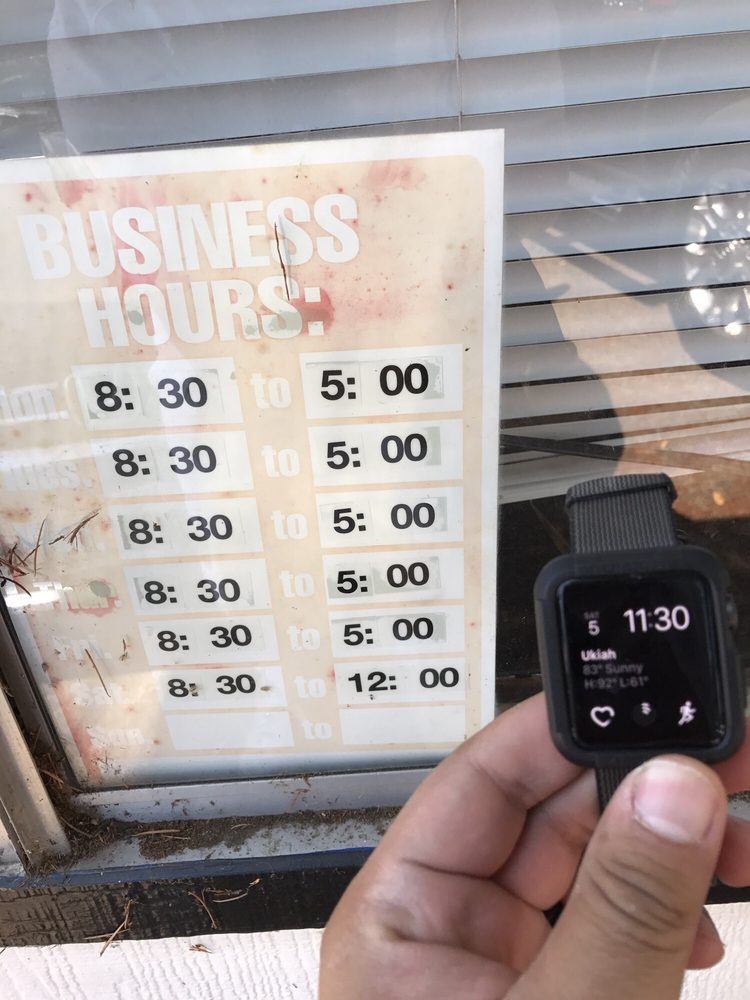 BUSINESS
HOURS:
8: 30 to 5: 00
8: 30 to 5: 00
8: 30 to 5: 00
Thur. 8: 30 to 5: 00
Fri. 8: 30 to 5: 00
Sat. 8: 30 to 12: 00
Sun. to
SAT
5 11:30
Ukiah
83° Sunny
H:92° L:61°